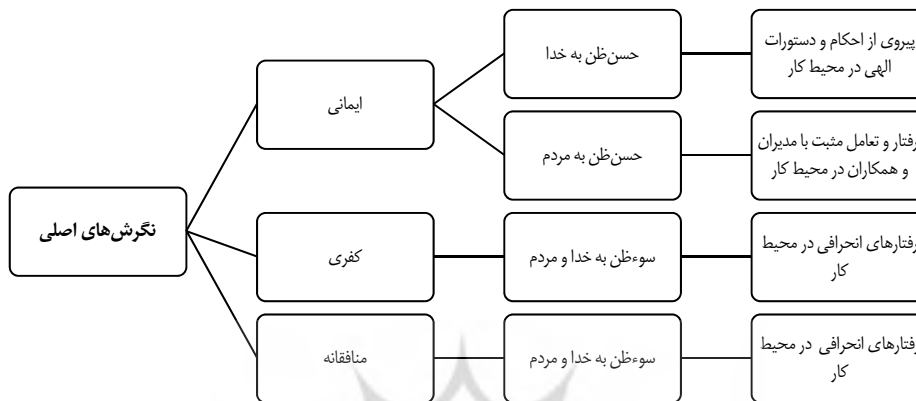 نگرش‌های اصلی
ایمانی
حسن‌ظن به خدا
پیروی از احکام و دستورات
الهی در محیط کار
حسن‌ظن به مردم
رفتار و تعامل مثبت با مدیران
و همکاران در محیط کار
کفری
سوءظن به خدا و مردم
رفتارهای انحرافی در محیط
کار
منافقانه
سوءظن به خدا و مردم
رفتارهای انحرافی در محیط
کار